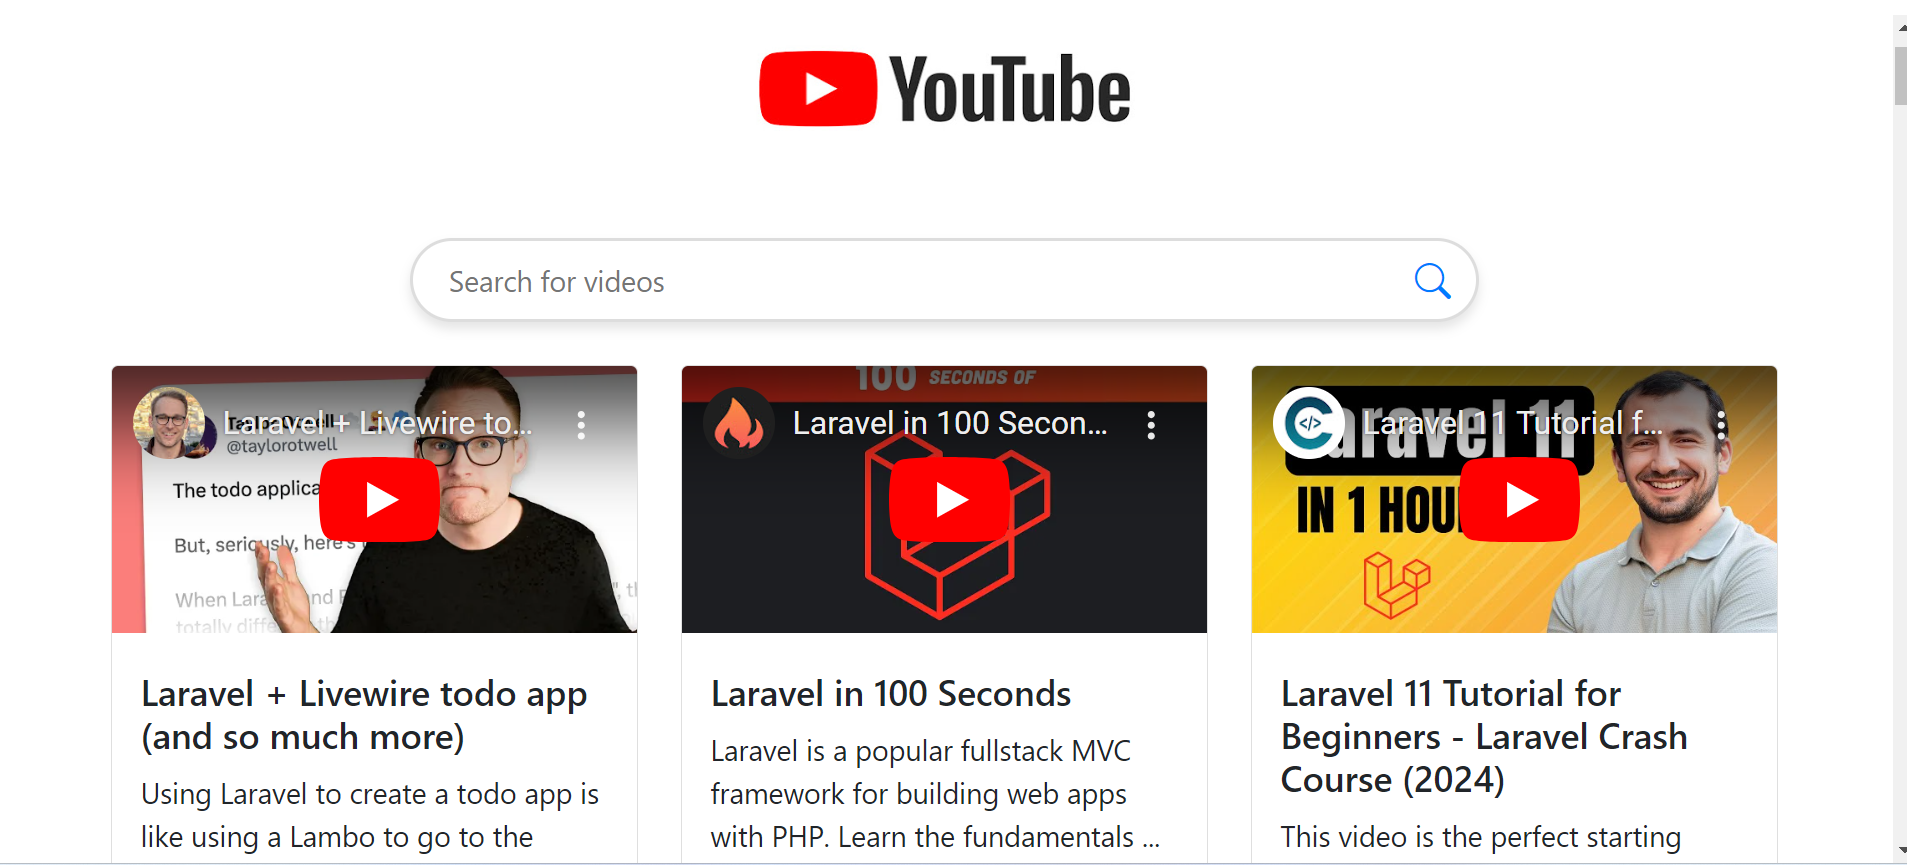 YouTube
Search for videos
Laravel + Livewire to...
@taylorotwell
The todo applica
But, seriously, here's
When Lara nd
totally diffe th
100 SECONDS OF
Laravel in 100 Secon...
Laravel 11 Tutorial f...
aravel 11
IN 1 HOU
Laravel + Livewire todo app
(and so much more)
Using Laravel to create a todo app is
like using a Lambo to go to the
Laravel in 100 Seconds
Laravel is a popular fullstack MVC
framework for building web apps
with PHP. Learn the fundamentals ...
Laravel 11 Tutorial for
Beginners - Laravel Crash
Course (2024)
This video is the perfect starting